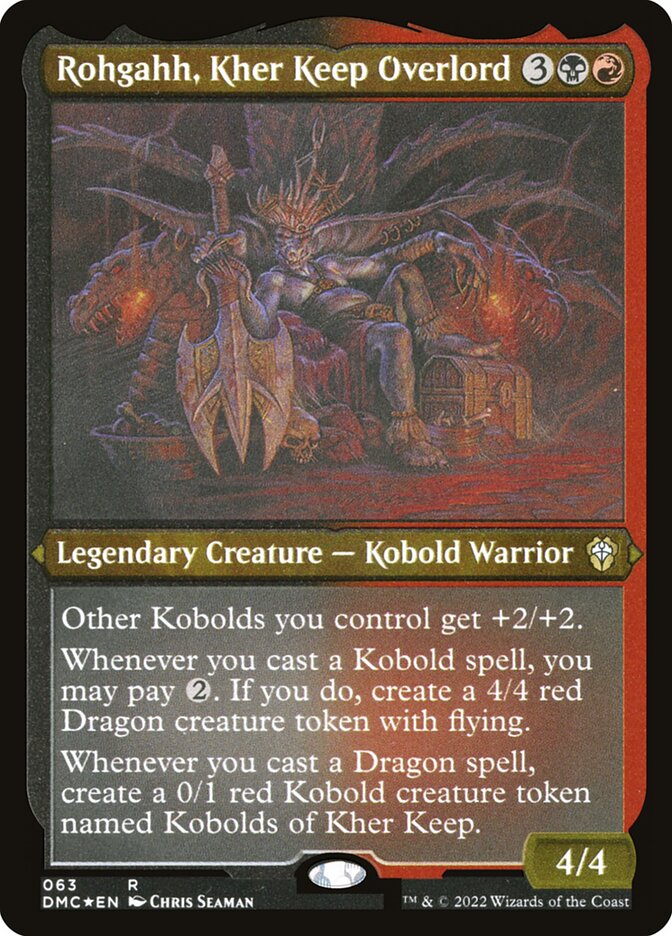 Rohgahh, Kher Keep Overlord 3
Legendary Creature — Kobold Warrior
Other Kobolds you control get +2/+2.
Whenever you cast a Kobold spell, you
may pay 2. If you do, create a 4/4 red
Dragon creature token with flying.
Whenever you cast a Dragon spell,
create a 0/1 red Kobold creature token
named Kobolds of Kher Keep.
4/4
063 R
DMC★EN Chris Seaman
™ & © 2022 Wizards of the Coast